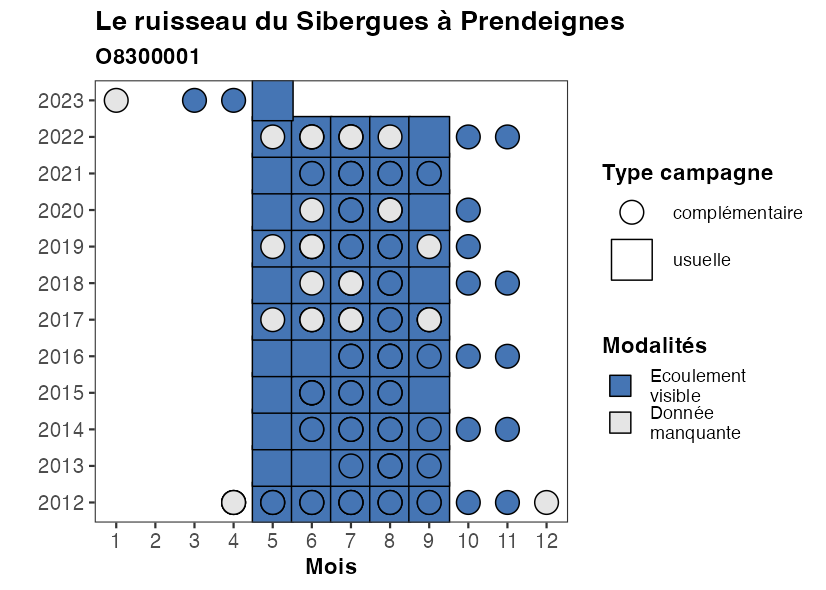 Le ruisseau du Sibergues à Prendeignes
O8300001
2023
2022
2021
2020
2019
2018
2017
2016
2015
2014
2013
2012
1 2 3 4 5 6 7 8 9 10 11 12
Mois
Type campagne
complémentaire
usuelle
Modalités
Ecoulement
visible
Donnée
manquante